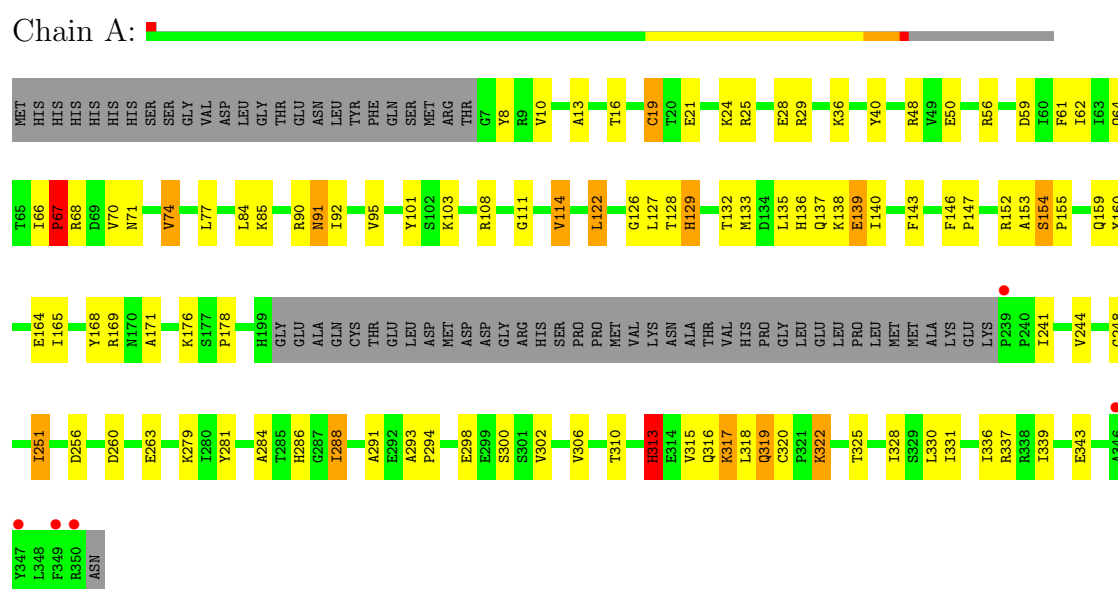 Chain A:
MET HIS HIS HIS HIS HIS HIS SER SER GLY VAL ASP LEU GLY THR GLU ASN LEU TYR PHE GLN SER MET ARG THR G7 Y8 R9 V10 A13 T16 C19 T20 E21 K24 R25 E28 R29 K36 Y40 R48 V49 E50 R56 D59 I60 F61 I62 I63 Q64
T65 I66 P67 R68 D69 V70 N71 V74 L77 L84 K85 R90 N91 I92 V95 Y101 S102 K103 R108 G111 V114 L122 G126 L127 T128 H129 T132 M133 D134 L135 H136 Q137 K138 E139 I140 F143 F146 P147 R152 A153 S154 P155 Q159 Y160
E164 I165 Y168 R169 N170 A171 K176 S177 P178 H199 GLY GLU ALA GLN CYS THR GLU LEU ASP MET ASP ASP GLY ARG HIS SER PRO PRO MET VAL LYS ASN ALA THR VAL HIS PRO GLY LEU GLU GLU LEU PRO LEU MET MET ALA LYS GLU LYS P239 P240 I241 V244
I251 D256 D260 E263 K279 I280 Y281 A284 T285 H286 G287 I288 A291 E292 A293 P294 E298 E299 S300 S301 V302 V306 T310 H313 E314 V315 Q316 K317 L318 Q319 C320 P321 K322 T325 I328 S329 L330 I331 I336 R337 R338 I339 E343 A346
Y347 L348 F349 R350 ASN